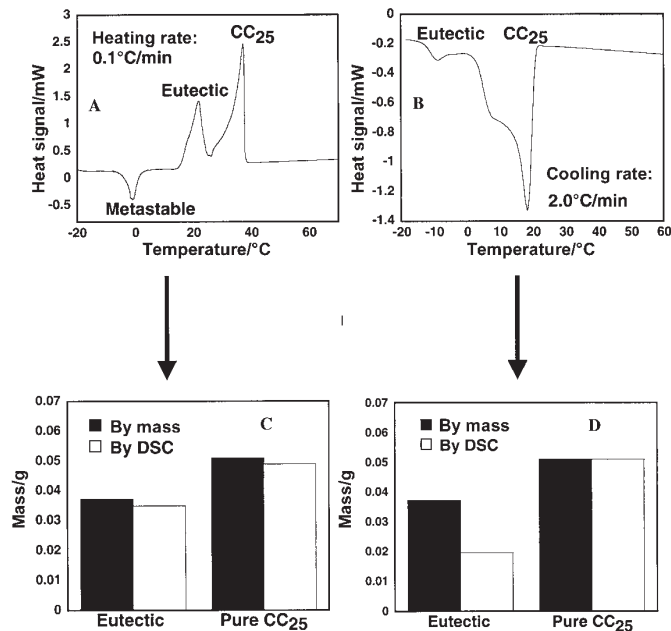 3
2.5
2
1.5
1
0.5
0
-0.5
Heat signal/mW
Heating rate:
0.1°C/min
CC25
Eutectic
A
Metastable
-20 0 20 40 60
Temperature/°C
0
-0.2
-0.4
-0.6
-0.8
-1
-1.2
-1.4
Heat signal/mW
Eutectic CC25
B
Cooling rate:
2.0°C/min
-20 -10 0 10 20 30 40 50 60
Temperature/°C
0.07
0.06
0.05
0.04
0.03
0.02
0.01
0
Mass/g
By mass
By DSC
C
Eutectic Pure CC25
0.07
0.06
0.05
0.04
0.03
0.02
0.01
0
Mass/g
By mass
By DSC
D
Eutectic Pure CC25